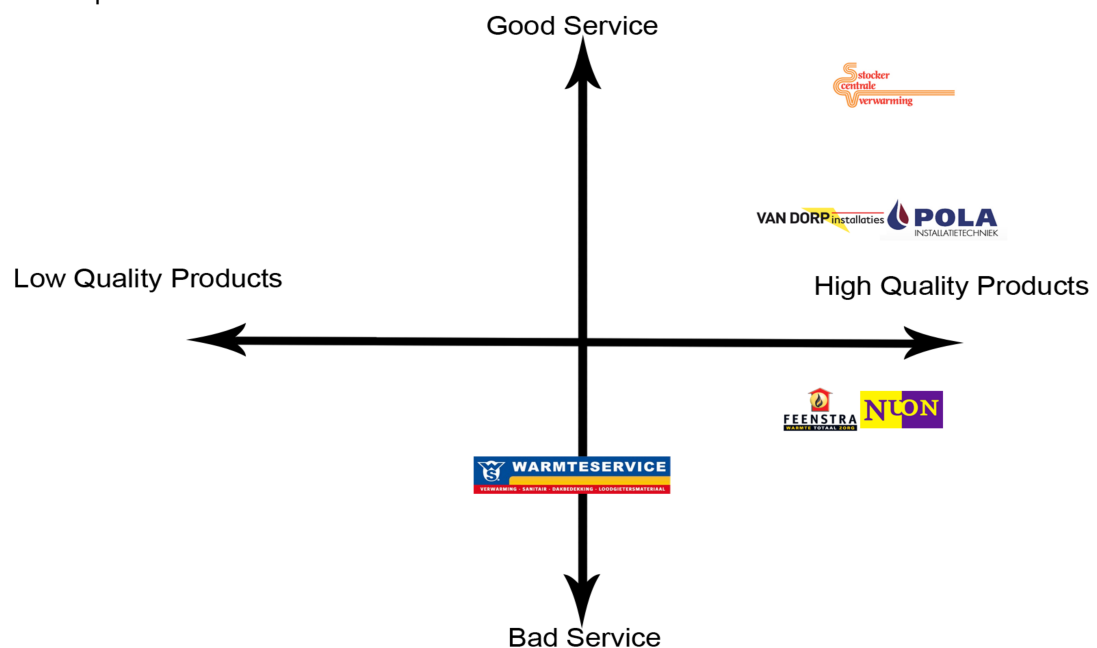 Good Service
Stocker
Centrale
Verwarming
VAN DORP installaties
POLA
INSTALLATIETECHNIEK
Low Quality Products
High Quality Products
FEENSTRA
WARMTE TOTAAL ZORG
NUON
WARMTESERVICE
VERWARMING - SANITAIR - DAKBEDEKKING - LOODGIETERSMATERIAAL
Bad Service